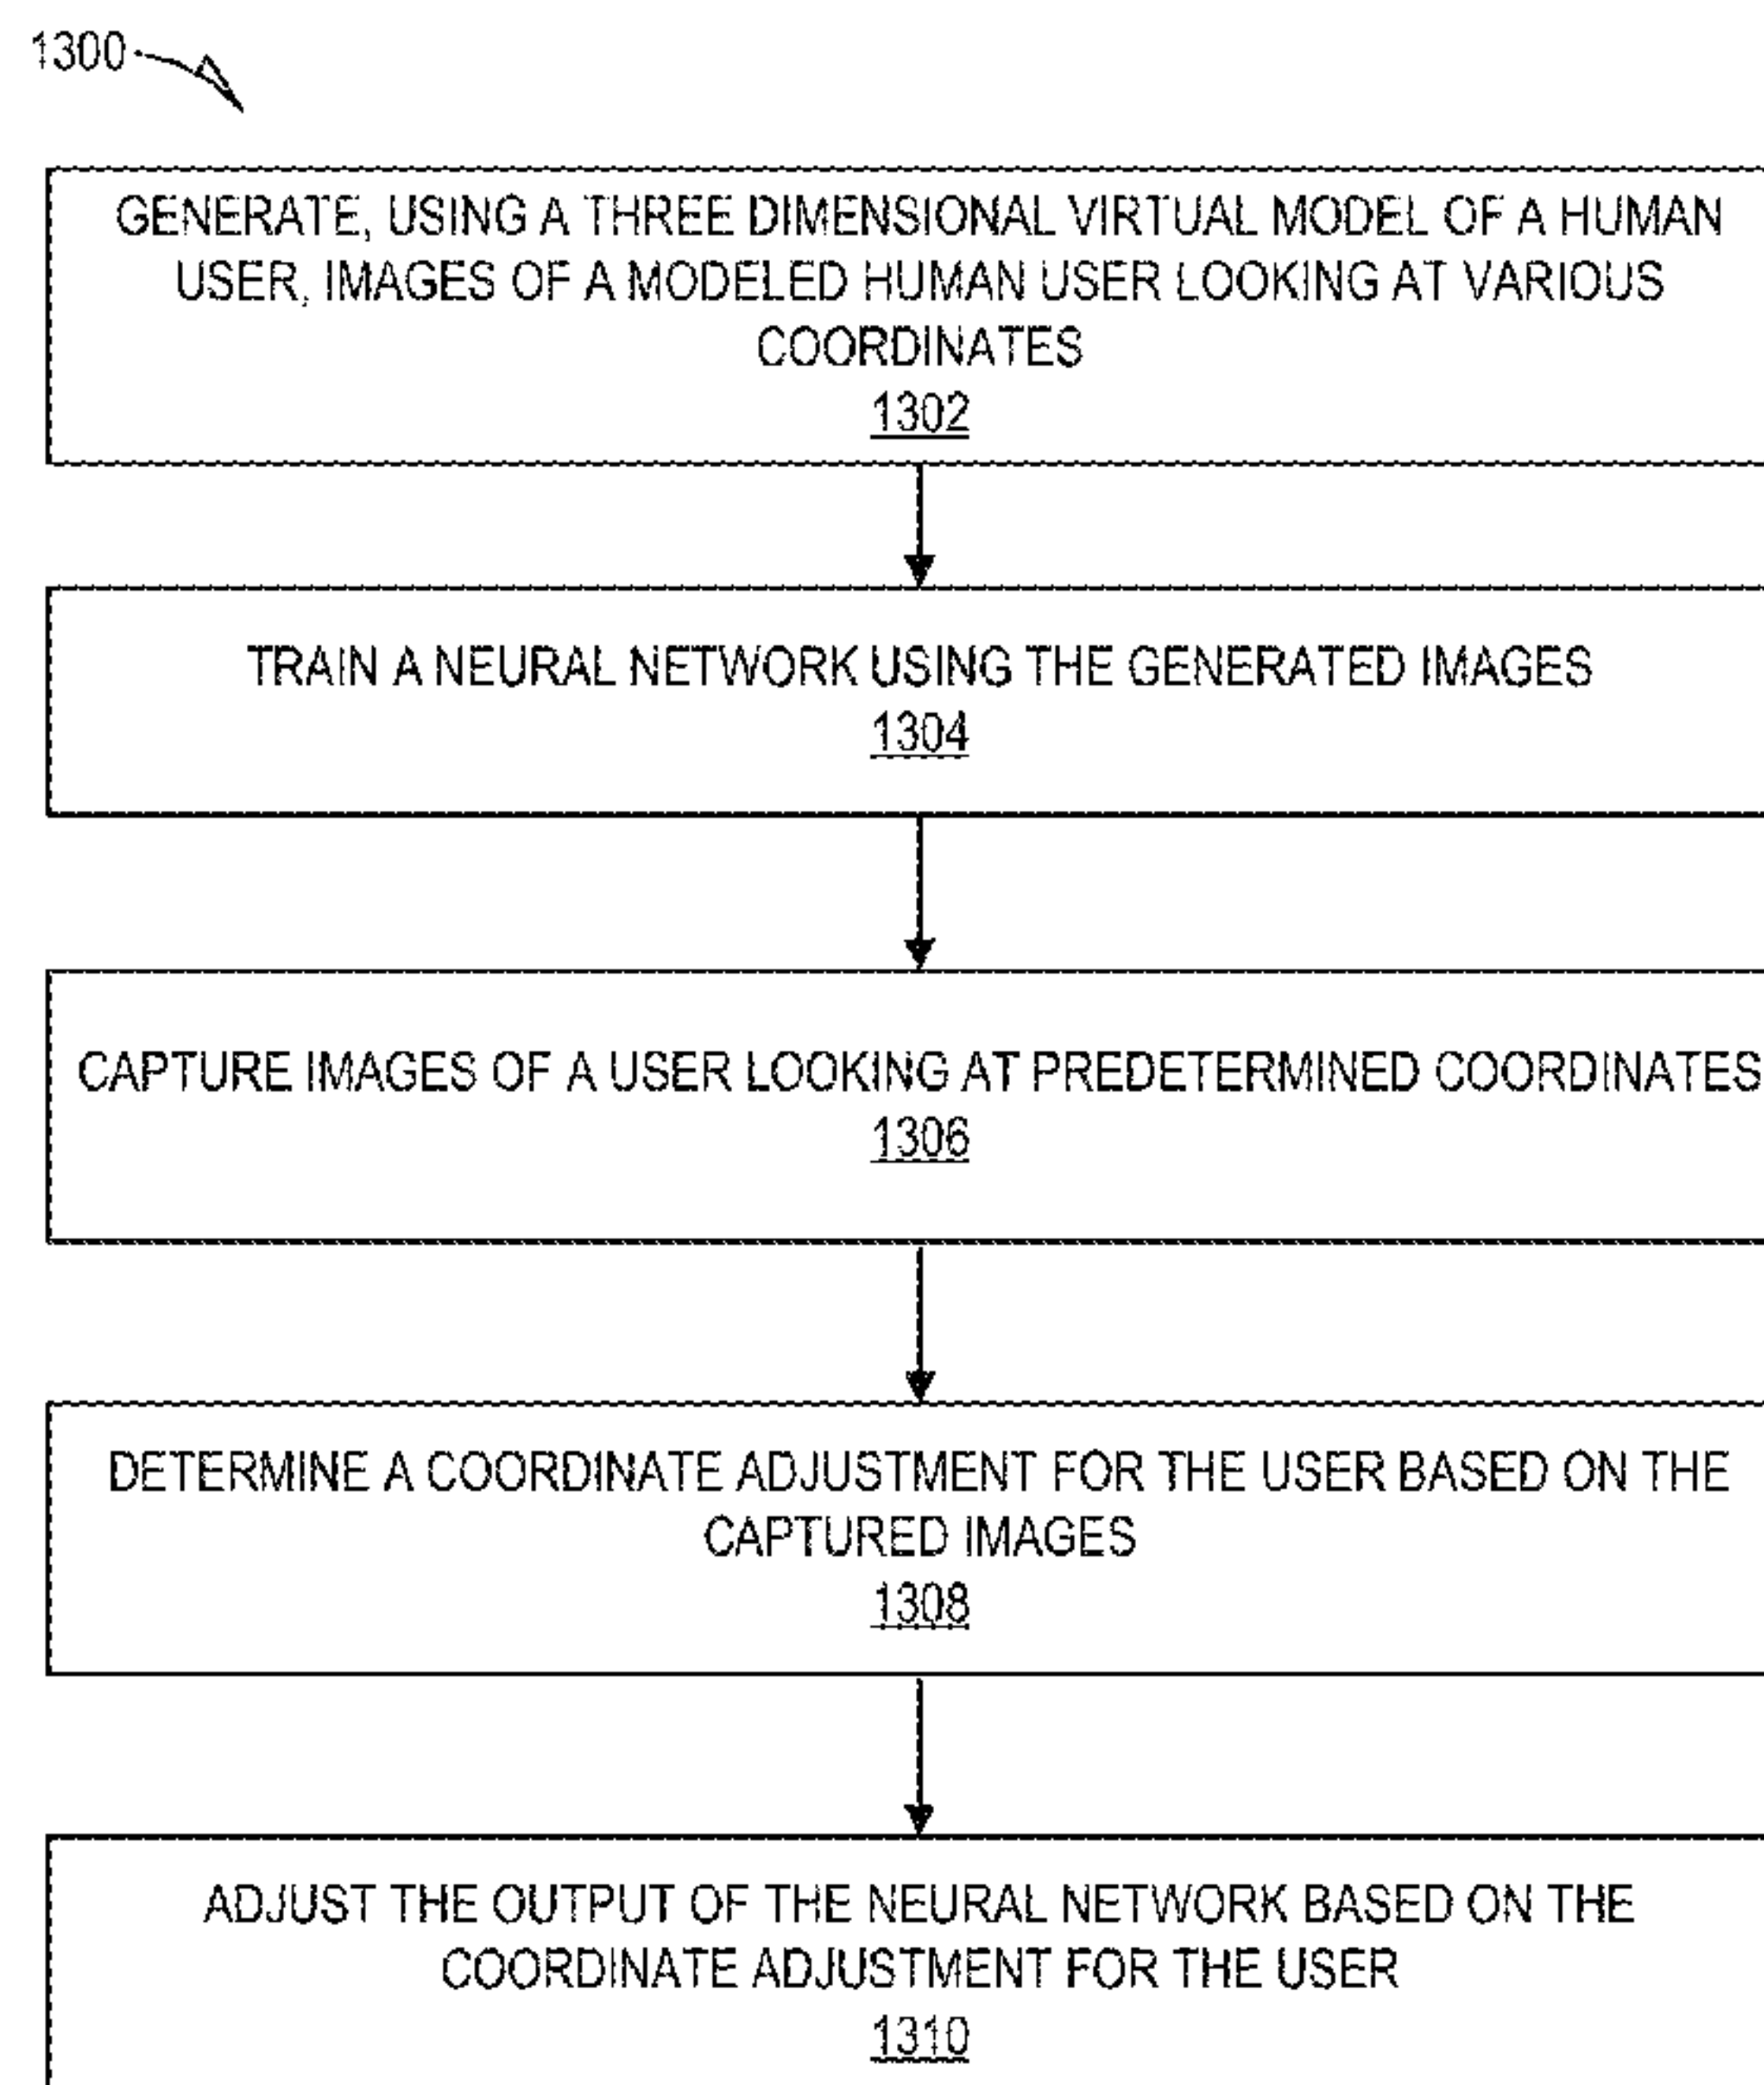 1300
GENERATE, USING A THREE DIMENSIONAL VIRTUAL MODEL OF A HUMAN
USER, IMAGES OF A MODELED HUMAN USER LOOKING AT VARIOUS
COORDINATES
1302
TRAIN A NEURAL NETWORK USING THE GENERATED IMAGES
1304
CAPTURE IMAGES OF A USER LOOKING AT PREDETERMINED COORDINATES
1306
DETERMINE A COORDINATE ADJUSTMENT FOR THE USER BASED ON THE
CAPTURED IMAGES
1308
ADJUST THE OUTPUT OF THE NEURAL NETWORK BASED ON THE
COORDINATE ADJUSTMENT FOR THE USER
1310